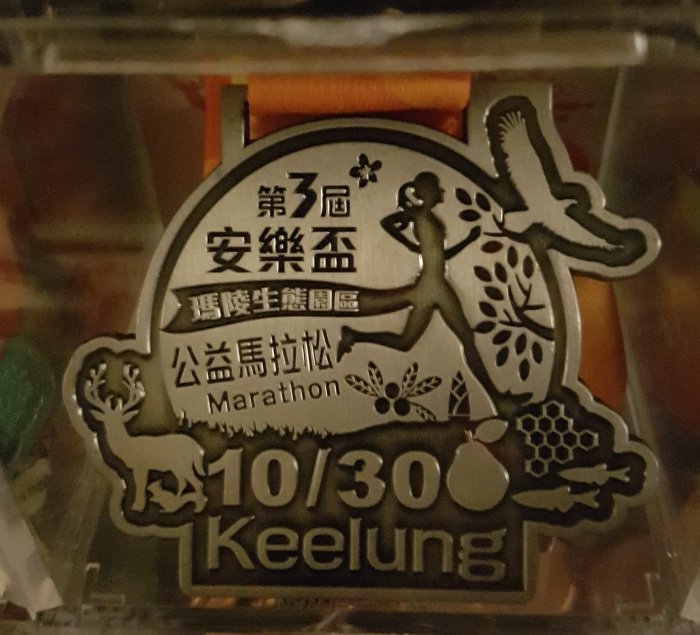 第3屆
安樂盃
瑪陵生態園區
公益馬拉松
Marathon
10/30
Keelung